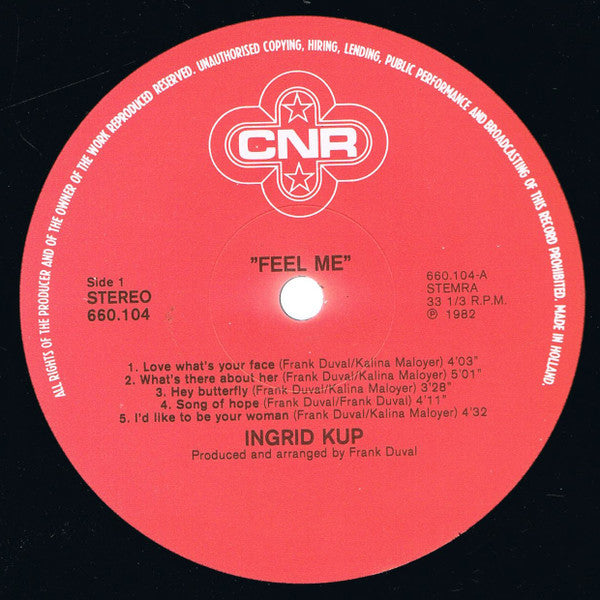 ALL RIGHTS OF THE PRODUCER AND OF THE OWNER OF THE WORK REPRODUCED RESERVED. UNAUTHORISED COPYING, HIRING, LENDING, PUBLIC PERFORMANCE AND BROADCASTING OF THIS RECORD PROHIBITED. MADE IN HOLLAND.
CNR
"FEEL ME"
Side 1
STEREO
660.104
660.104-A
STEMRA
33 1/3 R.P.M.
℗ 1982
1. Love what's your face (Frank Duval/Kalina Maloyer) 4'03"
2. What's there about her (Frank Duval/Kalina Maloyer) 5'01"
3. Hey butterfly (Frank Duval/Kalina Maloyer) 3'28"
4. Song of hope (Frank Duval/Frank Duval) 4'11"
5. I'd like to be your woman (Frank Duval/Kalina Maloyer) 4'32
INGRID KUP
Produced and arranged by Frank Duval